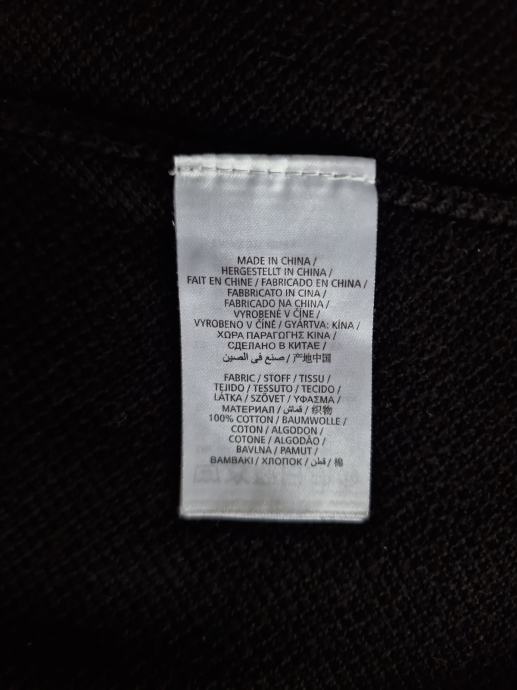 MADE IN CHINA /
HERGESTELLT IN CHINA /
FAIT EN CHINE / FABRICADO EN CHINA /
FABBRICATO IN CINA /
FABRICADO NA CHINA /
VYROBENÉ V ČÍNE /
VYROBENO V ČÍNĚ / GYÁRTVA: KÍNA /
ΧΩΡΑ ΠΑΡΑΓΩΓΗΣ ΚΙΝΑ /
СДЕЛАНО В КИТАЕ /
صنع في الصين / 产地中国
FABRIC / STOFF / TISSU /
TEJIDO / TESSUTO / TECIDO /
LÁTKA / SZÖVET / ΥΦΑΣΜΑ /
МАТЕРИАЛ / قماش / 织物
100% COTTON / BAUMWOLLE /
COTON / ALGODON /
COTONE / ALGODÃO /
BAVLNA / PAMUT /
ΒΑΜΒΑΚΙ / ХЛОПОК / قطن / 棉